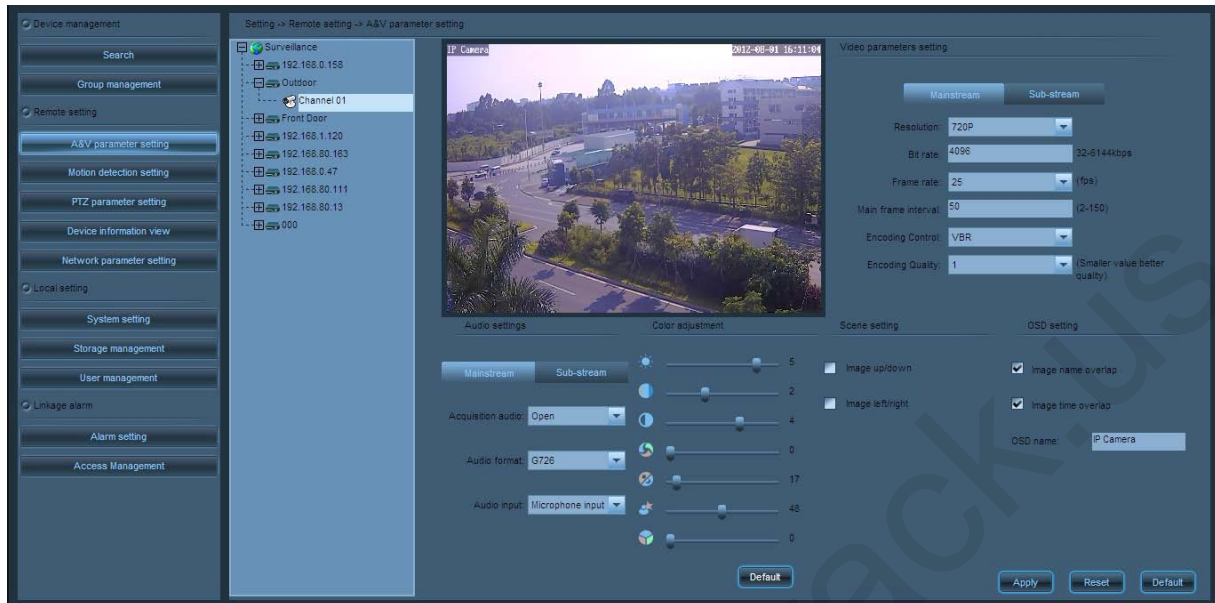 Device management
Search
Group management
Remote setting
A&V parameter setting
Motion detection setting
PTZ parameter setting
Device information view
Network parameter setting
Local setting
System setting
Storage management
User management
Linkage alarm
Alarm setting
Access Management
Setting -> Remote setting -> A&V parameter setting
Surveillance
192.168.0.158
Outdoor
Channel 01
Front Door
192.168.1.120
192.168.80.163
192.168.0.47
192.168.80.111
192.168.80.13
000
IP Camera 2012-08-01 16:11:04
Video parameters setting
Mainstream Sub-stream
Resolution: 720P
Bit rate: 4096 32-6144kbps
Frame rate: 25 (fps)
Main frame interval: 50 (2-150)
Encoding Control: VBR
Encoding Quality: 1 (Smaller value better
quality)
Audio settings
Mainstream Sub-stream
Acquisition audio: Open
Audio format: G726
Audio input: Microphone input
Color adjustment
5
2
4
0
17
48
0
Default
Scene setting
Image up/down
Image left/right
OSD setting
Image name overlap
Image time overlap
OSD name: IP Camera
Apply Reset Default